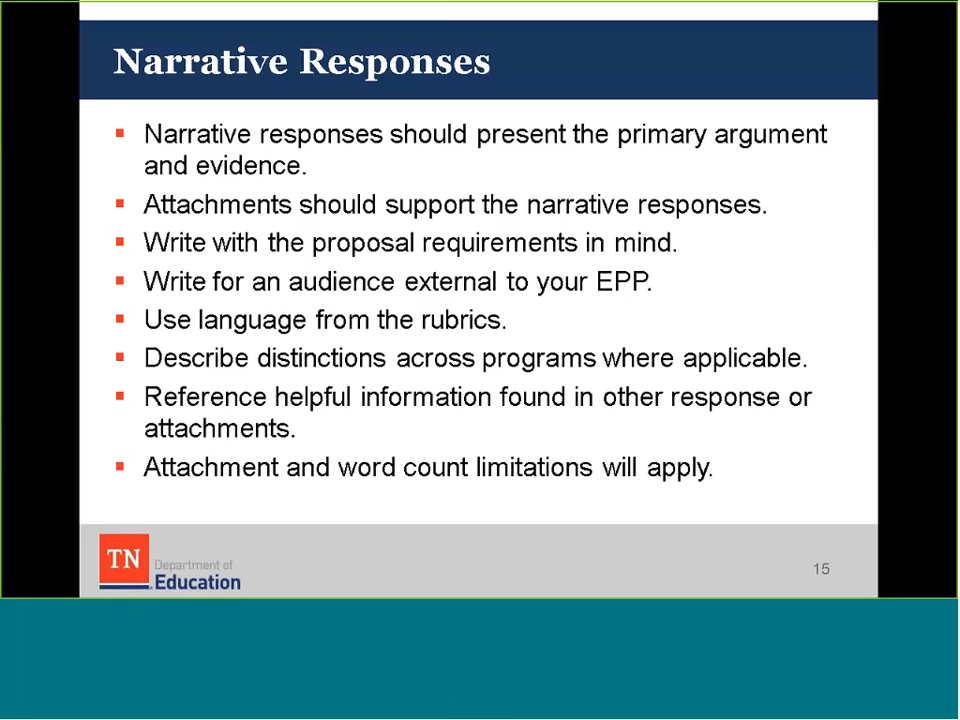 Narrative Responses
Narrative responses should present the primary argument
and evidence.
Attachments should support the narrative responses.
Write with the proposal requirements in mind.
Write for an audience external to your EPP.
Use language from the rubrics.
Describe distinctions across programs where applicable.
Reference helpful information found in other response or
attachments.
Attachment and word count limitations will apply.
TN
Department of
Education
15